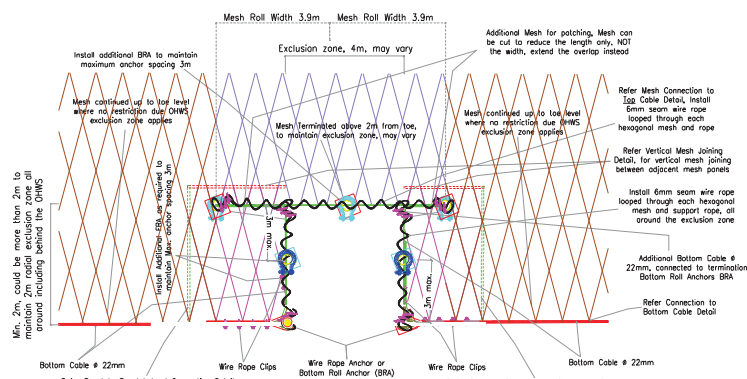 Mesh Roll Width 3.9m
Mesh Roll Width 3.9m
Exclusion zone, 4m, may vary
Install additional BRA to maintain
maximum anchor spacing 3m
Additional Mesh for patching, Mesh can
be cut to reduce the length only, NOT
the width, extend the overlap instead
Mesh continued up to toe level
where no restriction due OHWS
exclusion zone applies
Mesh Terminated above 2m from toe,
to maintain exclusion zone, may vary
Mesh continued up to toe level
where no restriction due OHWS
exclusion zone applies
Refer Mesh Connection to
Top Cable Detail, Install
6mm seam wire rope
looped through each
hexagonal mesh and rope
Refer Vertical Mesh Joining
Detail, for vertical mesh joining
between adjacent mesh panels
Install 6mm seam wire rope
looped through each hexagonal
mesh and support rope, all
around the exclusion zone
Min. 2m, could be more than 2m to
maintain 2m radial exclusion zone all
around including behind the OHWS
Install Additional BRA as required to
maintain Max. anchor spacing 3m
3m max.
3m max.
Additional Bottom Cable Ø
22mm, connected to termination
Bottom Roll Anchors BRA
Refer Connection to
Bottom Cable Detail
Bottom Cable Ø 22mm
Wire Rope Clips
Wire Rope Anchor or
Bottom Roll Anchor (BRA)
Wire Rope Clips
Bottom Cable Ø 22mm